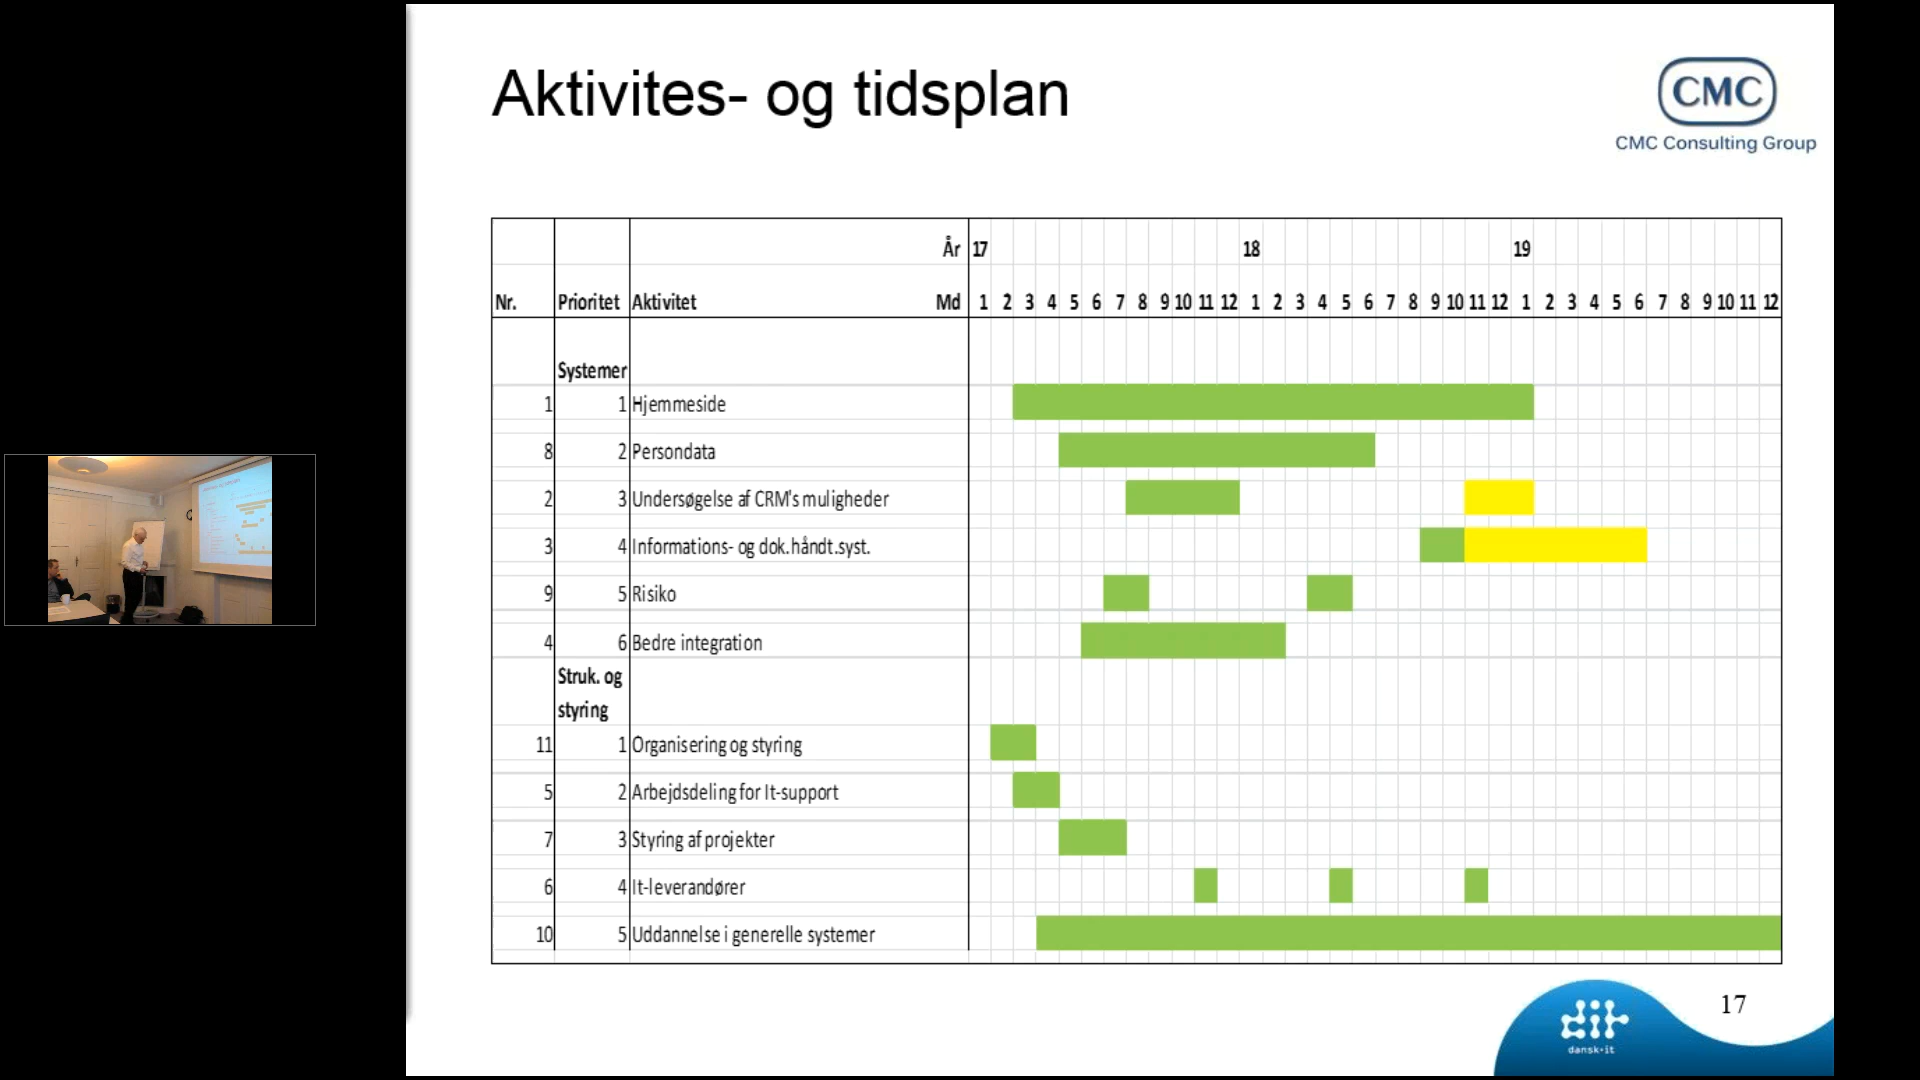 Aktivites- og tidsplan
CMC
CMC Consulting Group
År 17 18 19
Nr. Prioritet Aktivitet Md 1 2 3 4 5 6 7 8 9 10 11 12 1 2 3 4 5 6 7 8 9 10 11 12 1 2 3 4 5 6 7 8 9 10 11 12
Systemer
1 1 Hjemmeside
8 2 Persondata
2 3 Undersøgelse af CRM's muligheder
3 4 Informations- og dok.håndt.syst.
9 5 Risiko
4 6 Bedre integration
Struk. og
styring
11 1 Organisering og styring
5 2 Arbejdsdeling for It-support
7 3 Styring af projekter
6 4 It-leverandører
10 5 Uddannelse i generelle systemer
17
dit
dansk·it